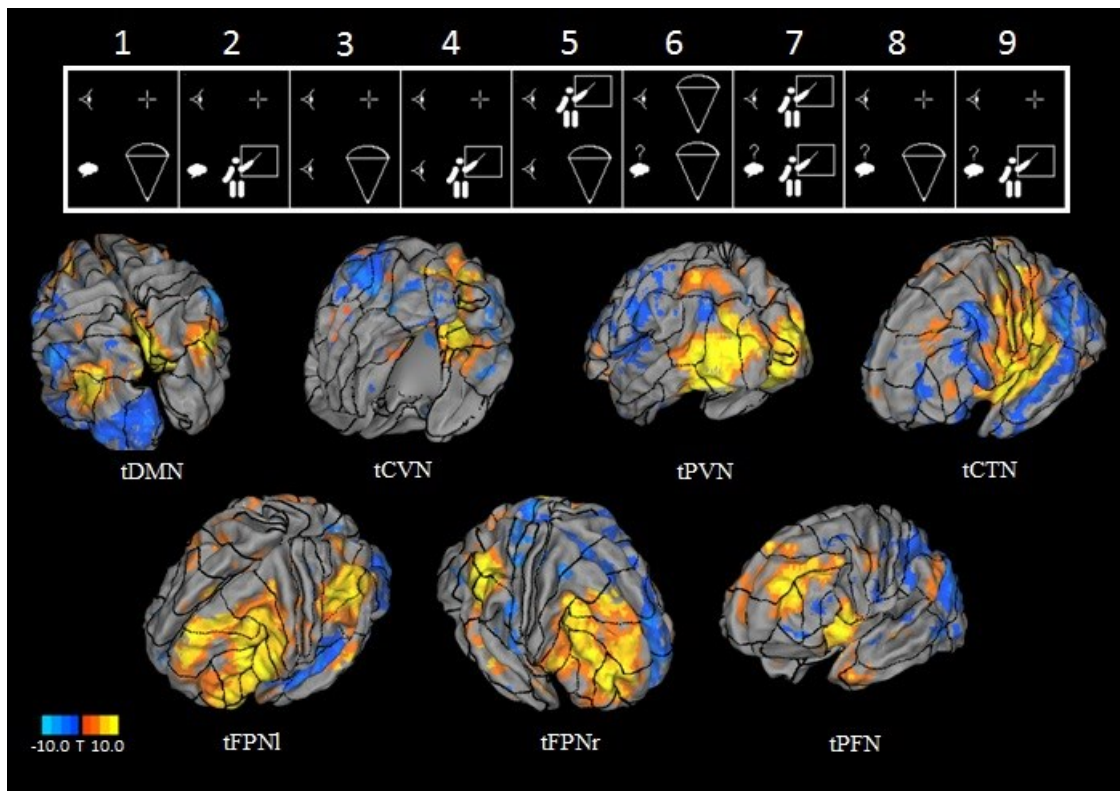 1 2 3 4 5 6 7 8 9
? ? ? ?
tDMN tCVN tPVN tCTN
tFPNl tFPNr tPFN
-10.0 T 10.0